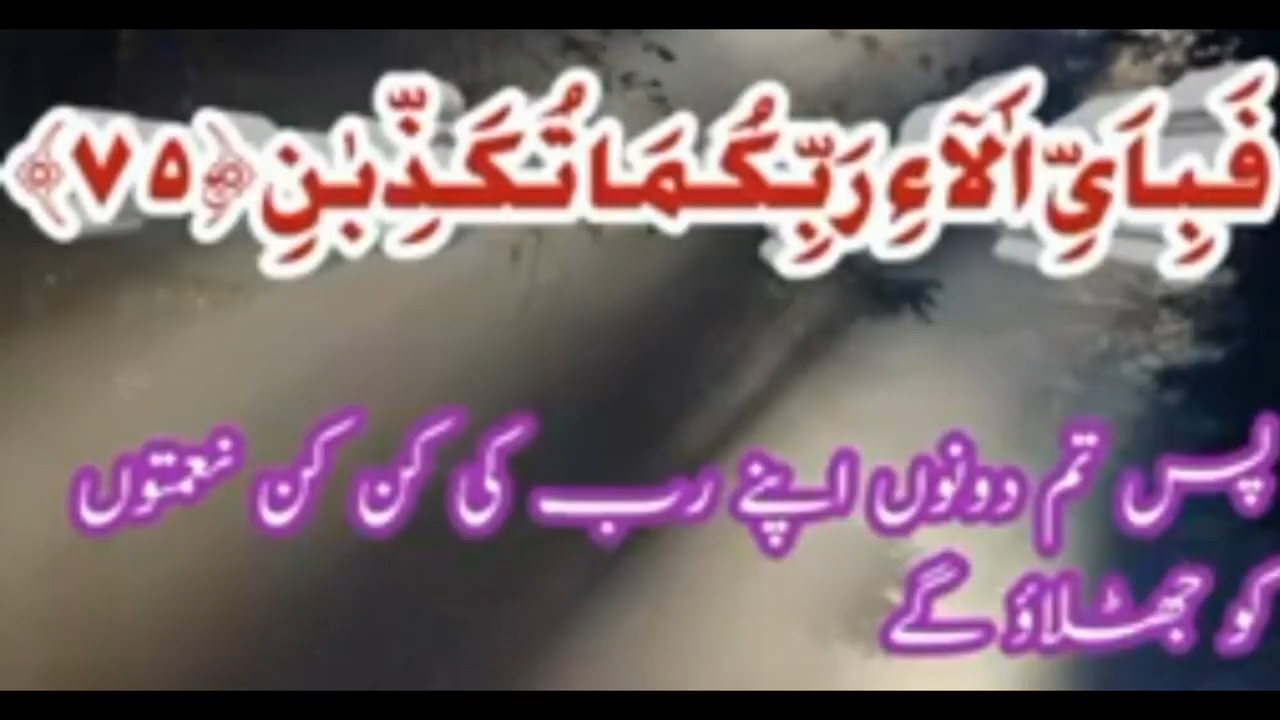 فَبِاَیِّ اٰلَآءِ رَبِّكُمَا تُكَذِّبٰنِ ﴿۷۵﴾
پس تم دونوں اپنے رب کی کن کن نعمتوں
کو جھٹلاؤ گے